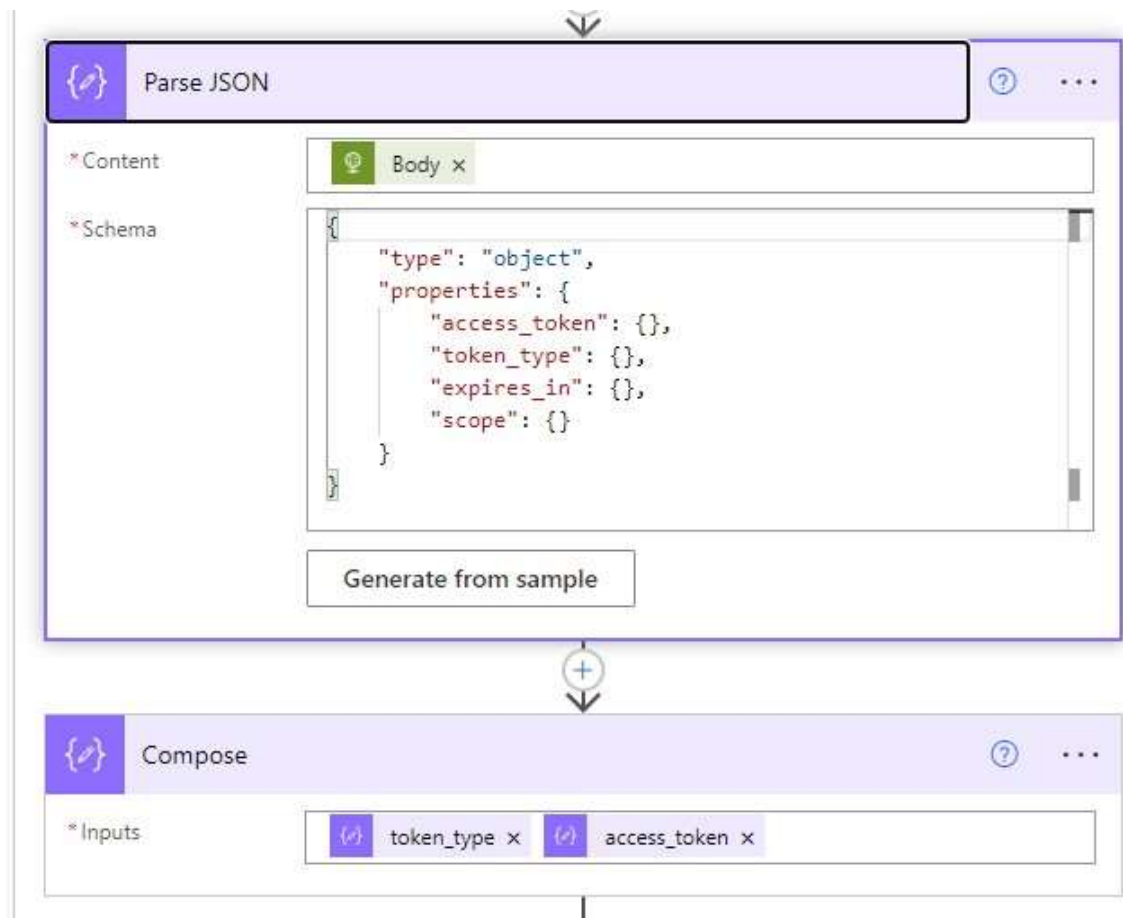 Parse JSON
*Content
Body ×
*Schema
{
"type": "object",
"properties": {
"access_token": {},
"token_type": {},
"expires_in": {},
"scope": {}
}
}
Generate from sample
Compose
*Inputs
token_type × access_token ×